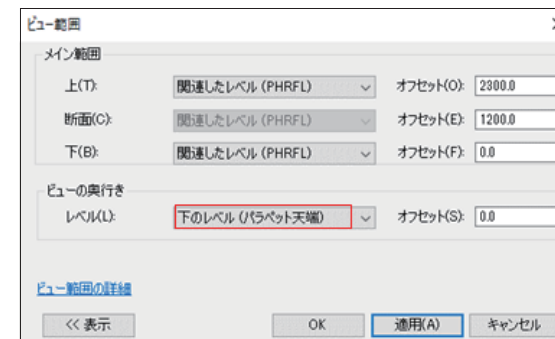 ビュー範囲
メイン範囲
上(T): 関連したレベル (PHRFL) オフセット(O): 2300.0
断面(C): 関連したレベル (PHRFL) オフセット(E): 1200.0
下(B): 関連したレベル (PHRFL) オフセット(F): 0.0
ビューの奥行き
レベル(L): 下のレベル (パラペット天端) オフセット(S): 0.0
ビュー範囲の詳細
<< 表示 OK 適用(A) キャンセル